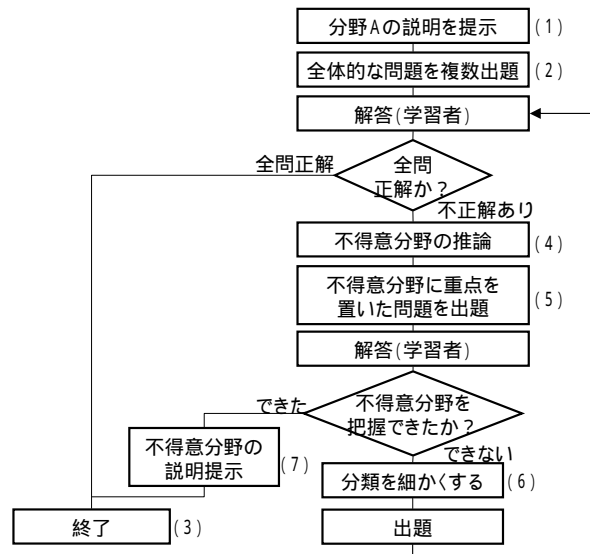 分野Aの説明を提示
(1)
全体的な問題を複数出題
(2)
解答(学習者)
全問
正解か?
全問正解
不正解あり
不得意分野の推論
(4)
不得意分野に重点を
置いた問題を出題
(5)
解答(学習者)
不得意分野を
把握できたか?
できた
できない
不得意分野の
説明提示
(7)
分類を細かくする
(6)
終了
(3)
出題